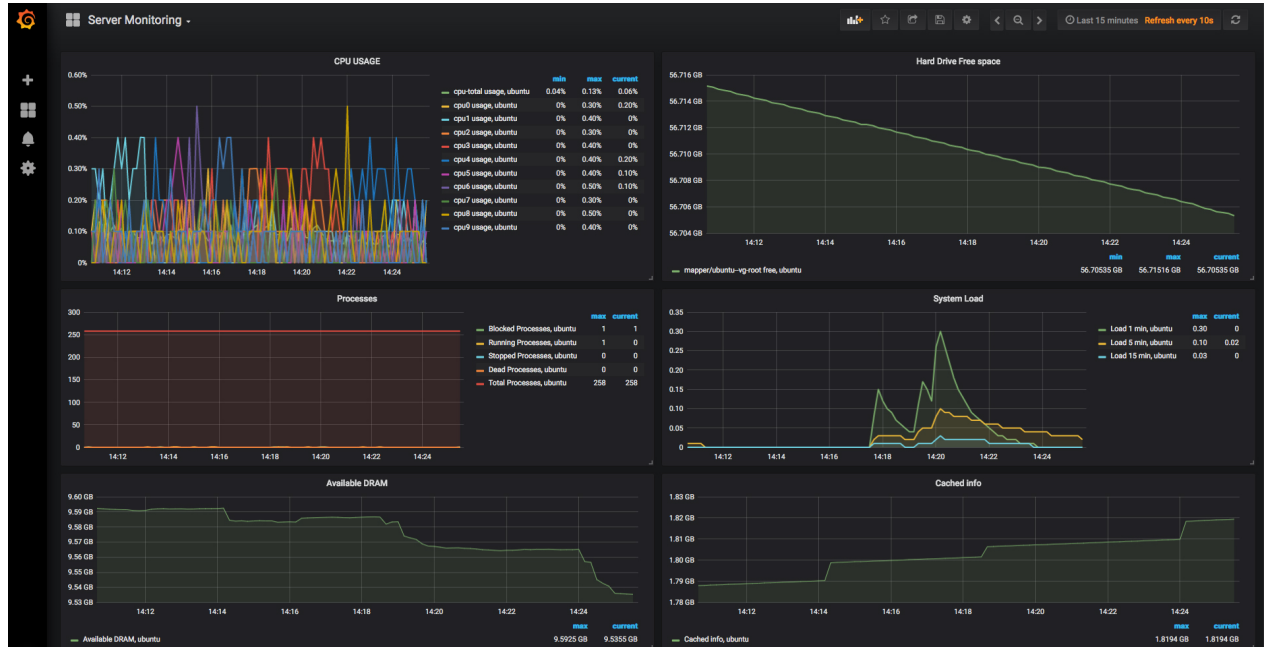 Server Monitoring
Last 15 minutes Refresh every 10s
CPU USAGE
0.60%
0.50%
0.40%
0.30%
0.20%
0.10%
0%
14:12 14:14 14:16 14:18 14:20 14:22 14:24
min max current
cpu-total usage, ubuntu 0.04% 0.13% 0.06%
cpu0 usage, ubuntu 0% 0.30% 0.20%
cpu1 usage, ubuntu 0% 0.40% 0%
cpu2 usage, ubuntu 0% 0.30% 0%
cpu3 usage, ubuntu 0% 0.40% 0%
cpu4 usage, ubuntu 0% 0.40% 0.20%
cpu5 usage, ubuntu 0% 0.40% 0.10%
cpu6 usage, ubuntu 0% 0.50% 0.10%
cpu7 usage, ubuntu 0% 0.30% 0%
cpu8 usage, ubuntu 0% 0.50% 0%
cpu9 usage, ubuntu 0% 0.40% 0%
Hard Drive Free space
56.716 GB
56.714 GB
56.712 GB
56.710 GB
56.708 GB
56.706 GB
56.704 GB
14:12 14:14 14:16 14:18 14:20 14:22 14:24
min max current
mapper/ubuntu-vg-root free, ubuntu 56.70535 GB 56.71516 GB 56.70535 GB
Processes
300
250
200
150
100
50
0
14:12 14:14 14:16 14:18 14:20 14:22 14:24
max current
Blocked Processes, ubuntu 1 1
Running Processes, ubuntu 1 0
Stopped Processes, ubuntu 0 0
Dead Processes, ubuntu 0 0
Total Processes, ubuntu 258 258
System Load
0.35
0.30
0.25
0.20
0.15
0.10
0.05
0
14:12 14:14 14:16 14:18 14:20 14:22 14:24
max current
Load 1 min, ubuntu 0.30 0
Load 5 min, ubuntu 0.10 0.02
Load 15 min, ubuntu 0.03 0
Available DRAM
9.60 GB
9.59 GB
9.58 GB
9.57 GB
9.56 GB
9.55 GB
9.54 GB
9.53 GB
14:12 14:14 14:16 14:18 14:20 14:22 14:24
max current
Available DRAM, ubuntu 9.5925 GB 9.5355 GB
Cached info
1.83 GB
1.82 GB
1.81 GB
1.80 GB
1.79 GB
1.78 GB
14:12 14:14 14:16 14:18 14:20 14:22 14:24
max current
Cached info, ubuntu 1.8194 GB 1.8194 GB